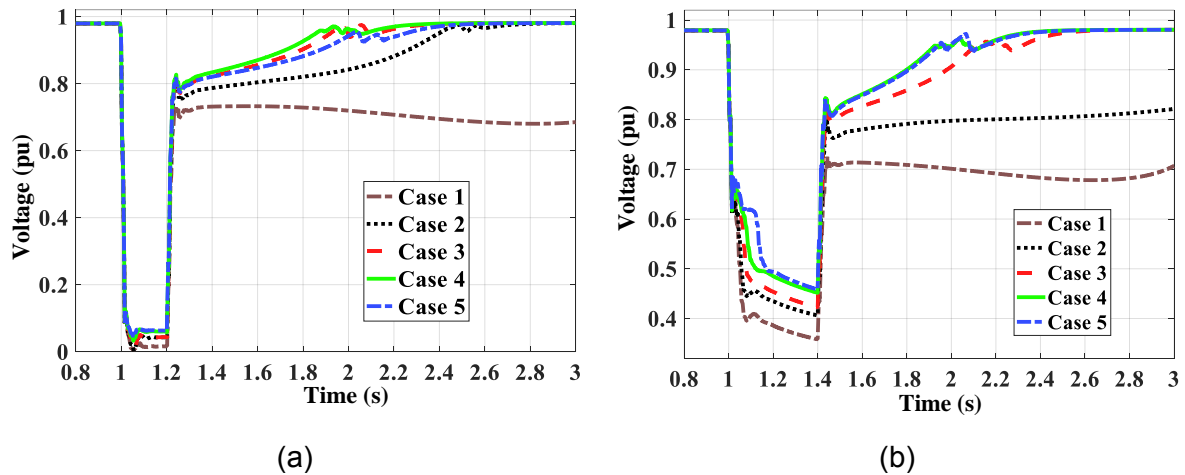 1
0.8
0.6
0.4
0.2
0
Voltage (pu)
0.8 1 1.2 1.4 1.6 1.8 2 2.2 2.4 2.6 2.8 3
Time (s)
Case 1
Case 2
Case 3
Case 4
Case 5
(a)
1
0.9
0.8
0.7
0.6
0.5
0.4
Voltage (pu)
0.8 1 1.2 1.4 1.6 1.8 2 2.2 2.4 2.6 2.8 3
Time (s)
Case 1
Case 2
Case 3
Case 4
Case 5
(b)